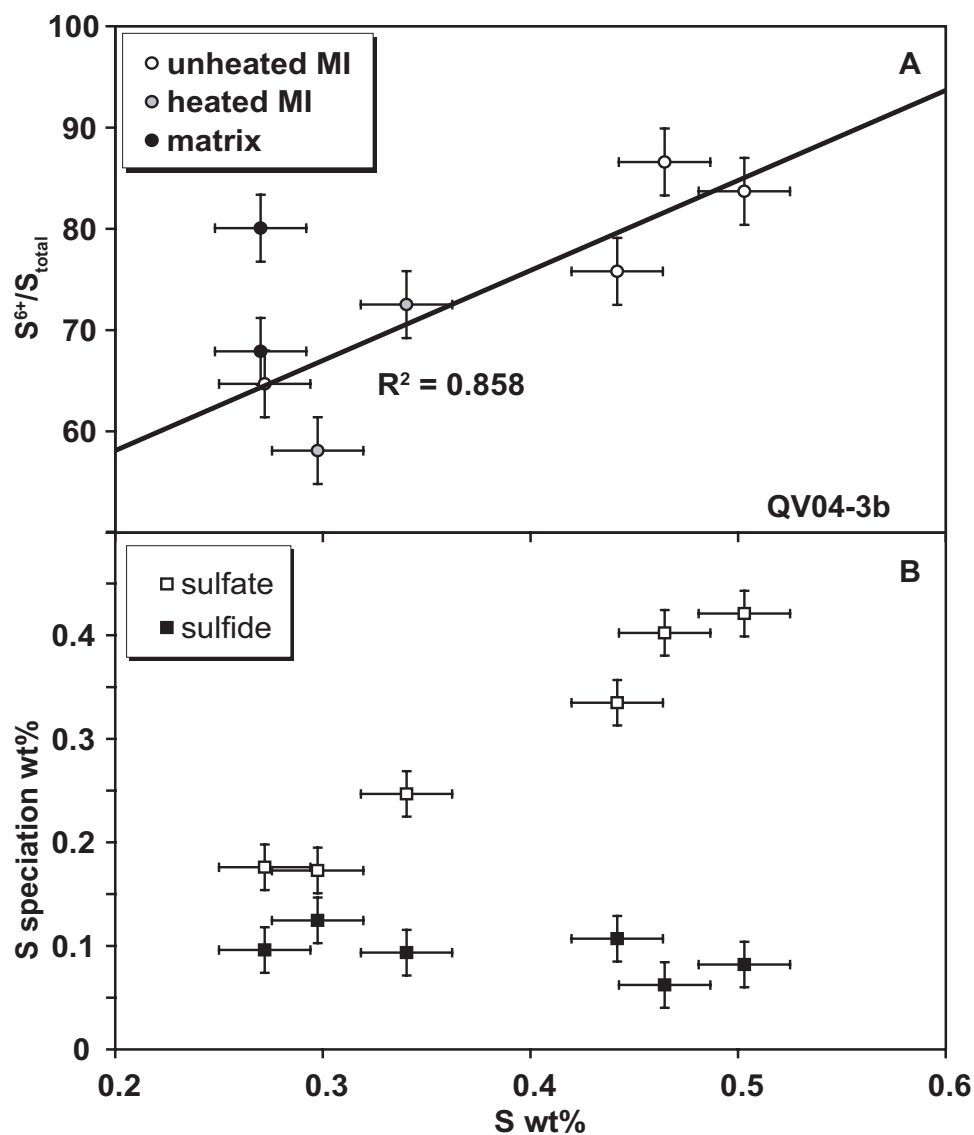 100
A
unheated MI
heated MI
matrix
90
80
S⁶⁺/Sₜₒₜₐₗ
70
R² = 0.858
60
QV04-3b
B
sulfate
sulfide
0.4
0.3
S speciation wt%
0.2
0.1
0
0.2 0.3 0.4 0.5 0.6
S wt%